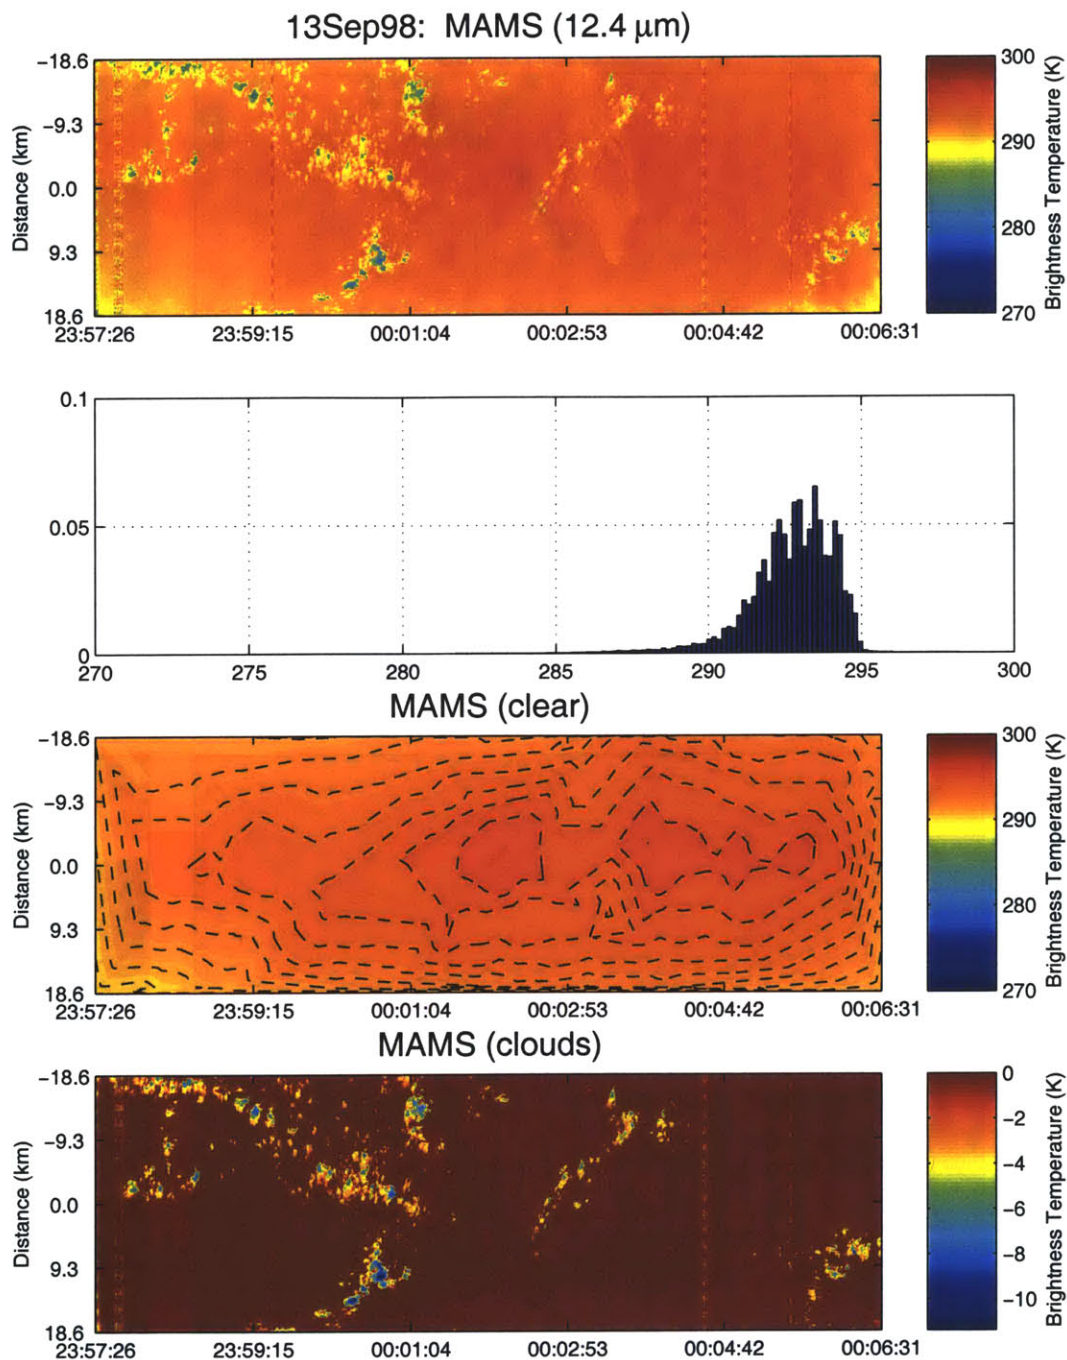 13Sep98: MAMS (12.4 µm)
Distance (km)
−18.6
−9.3
0.0
9.3
18.6
23:57:26 23:59:15 00:01:04 00:02:53 00:04:42 00:06:31
300
290
280
270
Brightness Temperature (K)
0.1
0.05
0
270 275 280 285 290 295 300
MAMS (clear)
Distance (km)
−18.6
−9.3
0.0
9.3
18.6
23:57:26 23:59:15 00:01:04 00:02:53 00:04:42 00:06:31
300
290
280
270
Brightness Temperature (K)
MAMS (clouds)
Distance (km)
−18.6
−9.3
0.0
9.3
18.6
23:57:26 23:59:15 00:01:04 00:02:53 00:04:42 00:06:31
0
−2
−4
−6
−8
−10
Brightness Temperature (K)